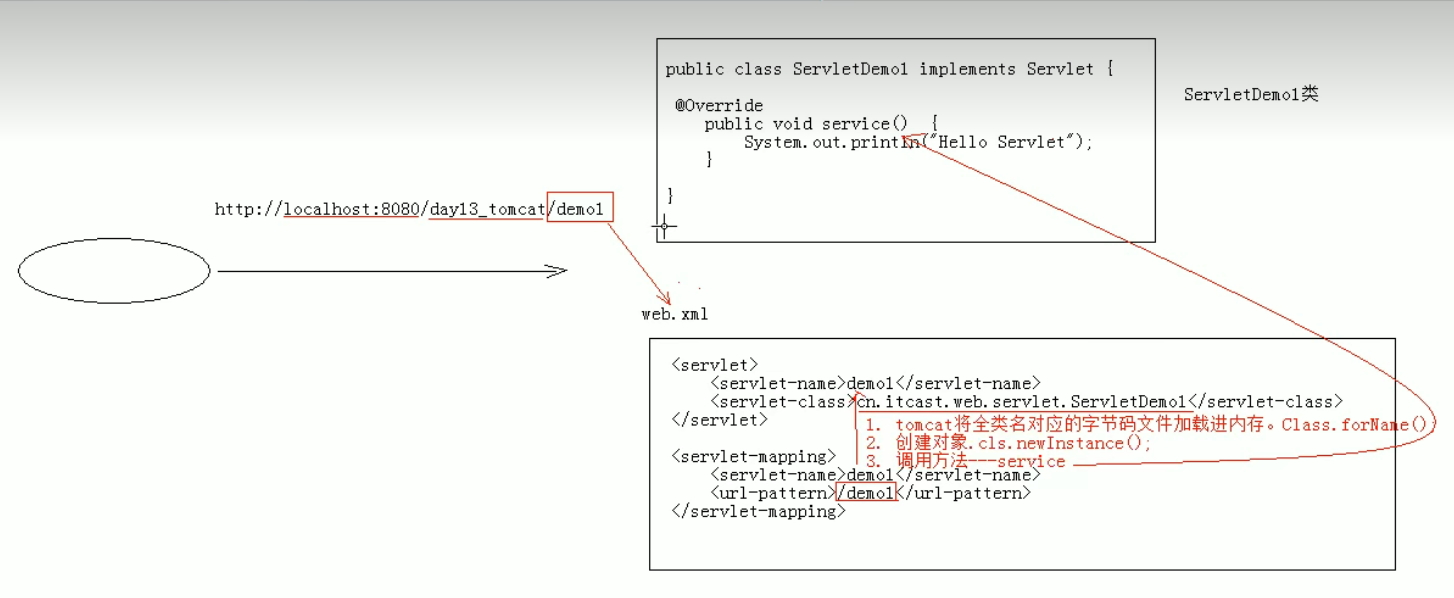 public class ServletDemo1 implements Servlet {
@Override
public void service()  {
System.out.println("Hello Servlet");
}
}
ServletDemo1类
http://localhost:8080/day13_tomcat/demo1
web.xml
<servlet>
<servlet-name>demo1</servlet-name>
<servlet-class>cn.itcast.web.servlet.ServletDemo1</servlet-class>
</servlet>
1. tomcat将全类名对应的字节码文件加载进内存。Class.forName()
2. 创建对象.cls.newInstance();
3. 调用方法---service
<servlet-mapping>
<servlet-name>demo1</servlet-name>
<url-pattern>/demo1</url-pattern>
</servlet-mapping>